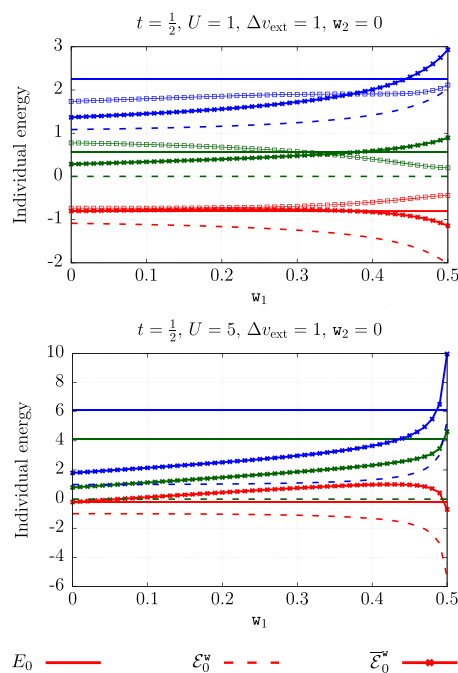 t = 1/2, U = 1, Δv_ext = 1, w_2 = 0
Individual energy
3
2
1
0
-1
-2
0 0.1 0.2 0.3 0.4 0.5
w_1
t = 1/2, U = 5, Δv_ext = 1, w_2 = 0
Individual energy
10
8
6
4
2
0
-2
-4
-6
0 0.1 0.2 0.3 0.4 0.5
w_1
E_0 ℰ_0^w ℰ̅_0^w